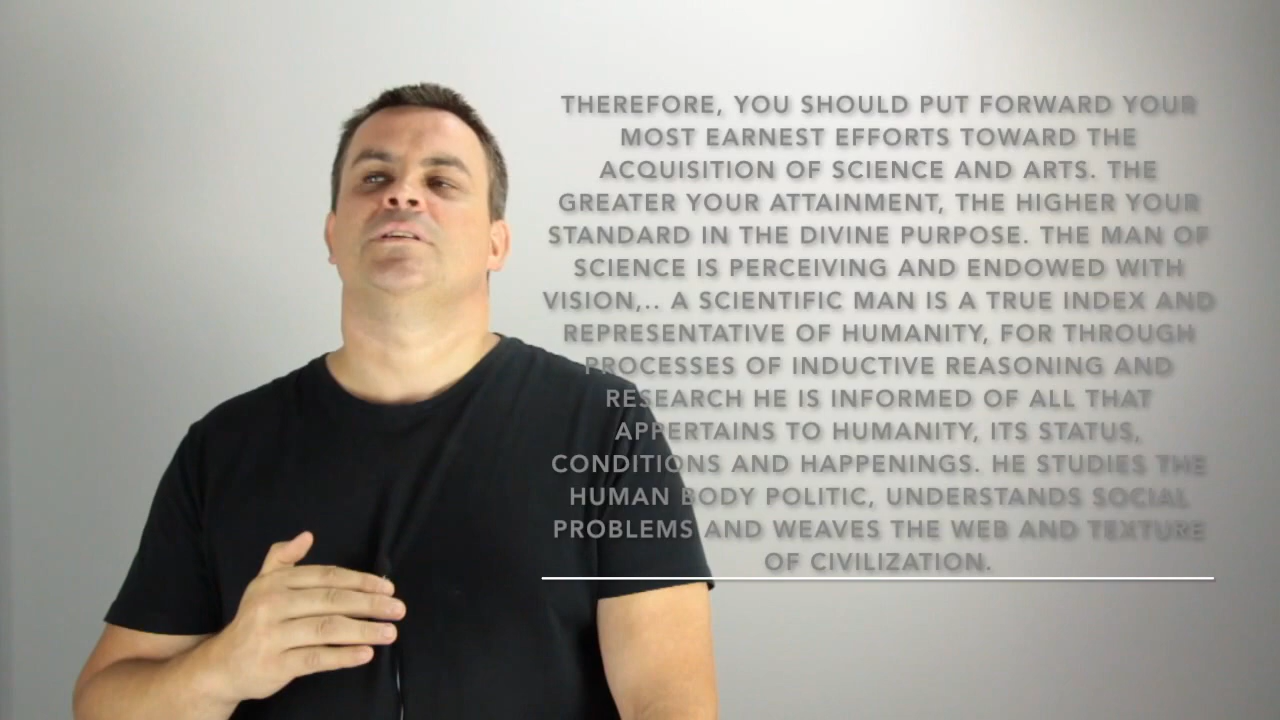 THEREFORE, YOU SHOULD PUT FORWARD YOUR
MOST EARNEST EFFORTS TOWARD THE
ACQUISITION OF SCIENCE AND ARTS. THE
GREATER YOUR ATTAINMENT, THE HIGHER YOUR
STANDARD IN THE DIVINE PURPOSE. THE MAN OF
SCIENCE IS PERCEIVING AND ENDOWED WITH
VISION,.. A SCIENTIFIC MAN IS A TRUE INDEX AND
REPRESENTATIVE OF HUMANITY, FOR THROUGH
PROCESSES OF INDUCTIVE REASONING AND
RESEARCH HE IS INFORMED OF ALL THAT
APPERTAINS TO HUMANITY, ITS STATUS,
CONDITIONS AND HAPPENINGS. HE STUDIES THE
HUMAN BODY POLITIC, UNDERSTANDS SOCIAL
PROBLEMS AND WEAVES THE WEB AND TEXTURE
OF CIVILIZATION.